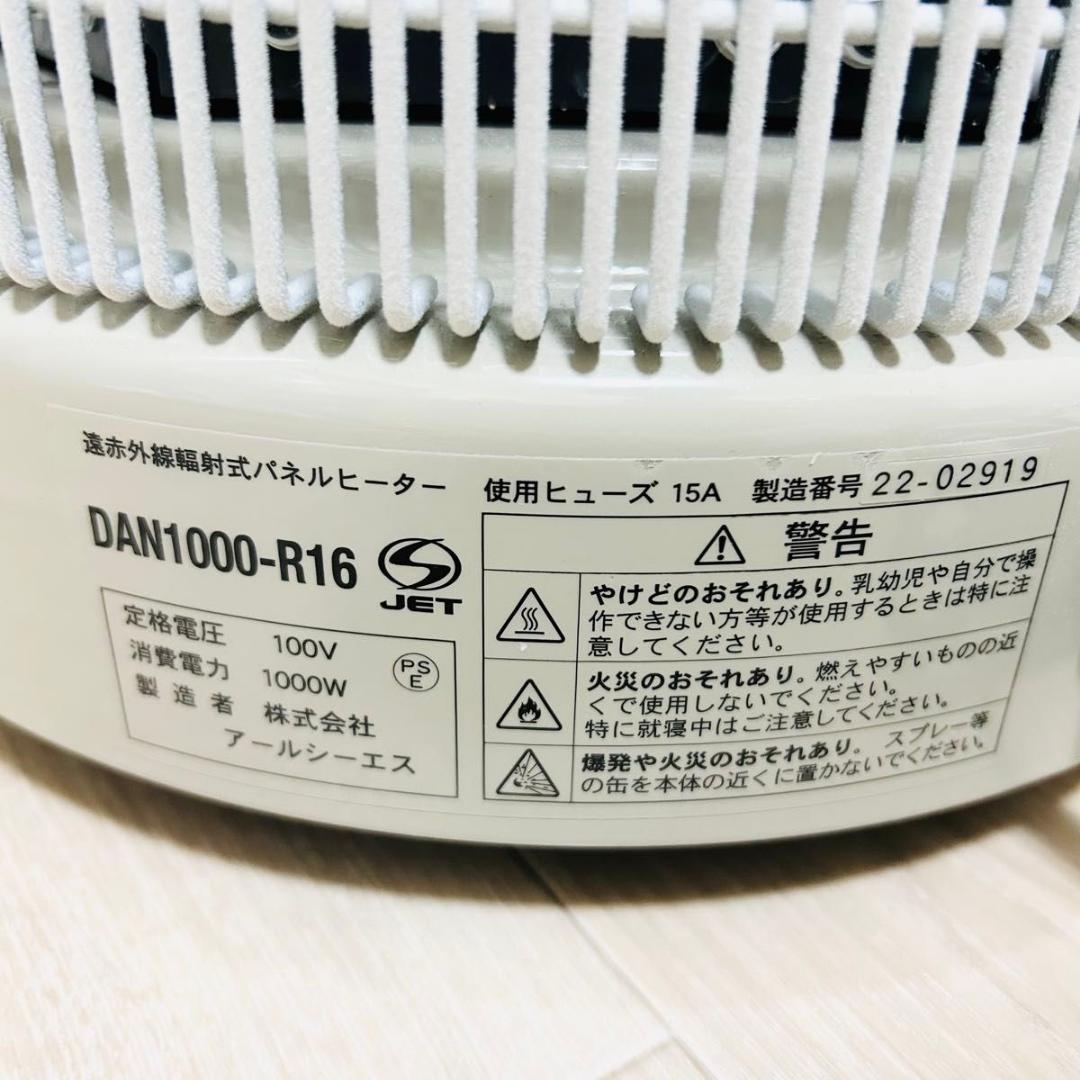 遠赤外線輻射式パネルヒーター
DAN1000-R16
JET
定格電圧 100V
消費電力 1000W
製造者 株式会社
アールシーエス
PS
E
使用ヒューズ 15A 製造番号 22-02919
警告
やけどのおそれあり。乳幼児や自分で操
作できない方等が使用するときは特に注
意してください。
火災のおそれあり。燃えやすいものの近
くで使用しないでください。
特に就寝中はご注意してください。
爆発や火災のおそれあり。 スプレー等
の缶を本体の近くに置かないでください。